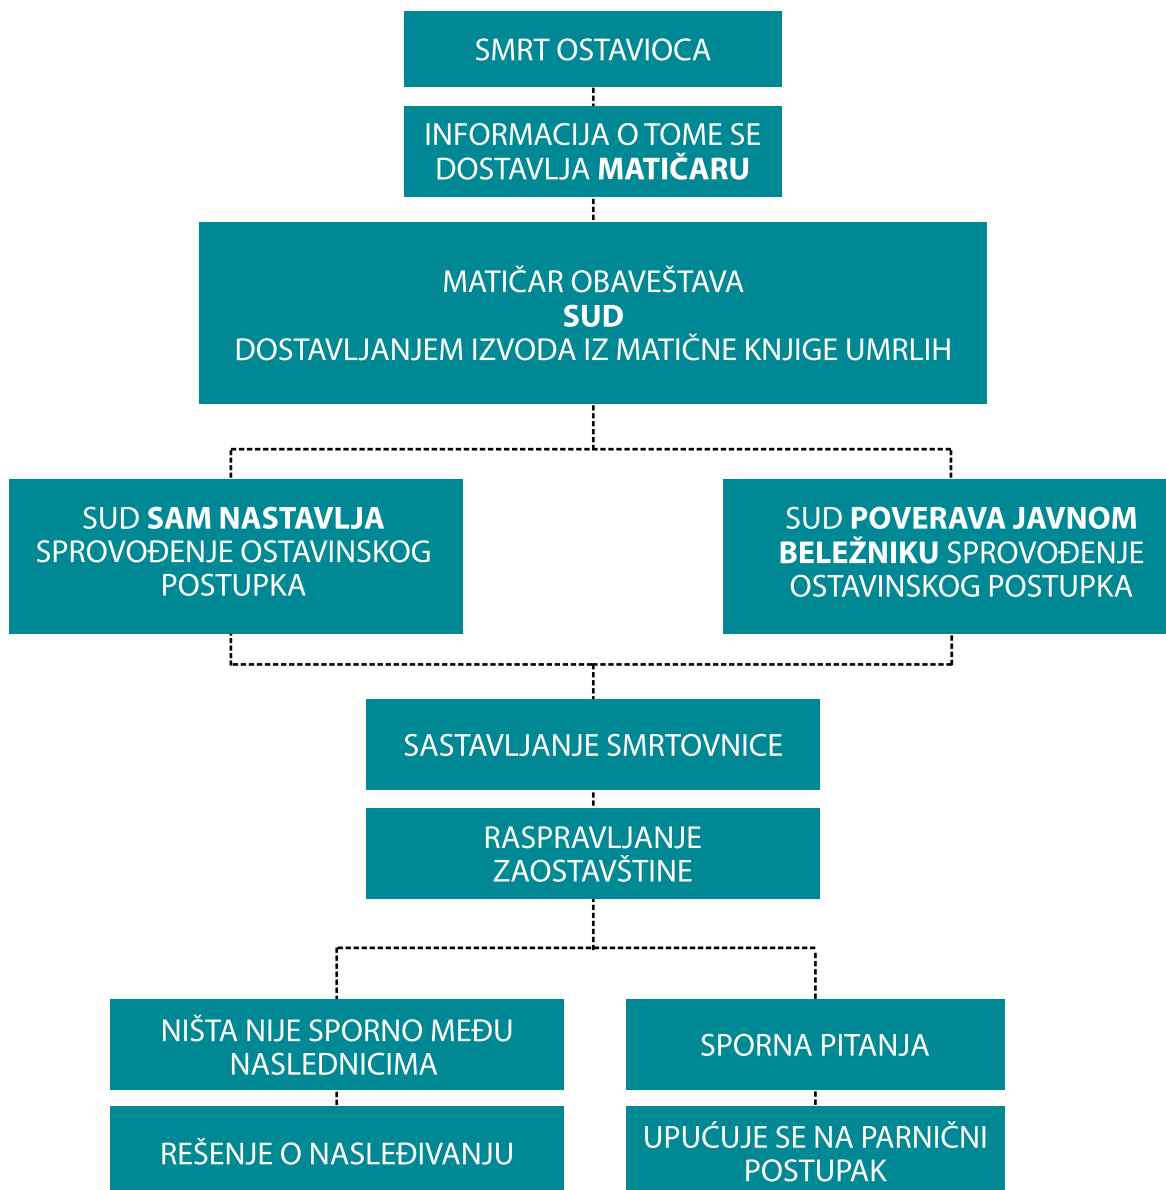 SMRT OSTAVIOCA
INFORMACIJA O TOME SE
DOSTAVLJA MATIČARU
MATIČAR OBAVEŠTAVA
SUD
DOSTAVLJANJEM IZVODA IZ MATIČNE KNJIGE UMRLIH
SUD SAM NASTAVLJA
SPROVOĐENJE OSTAVINSKOG
POSTUPKA
SUD POVERAVA JAVNOM
BELEŽNIKU SPROVOĐENJE
OSTAVINSKOG POSTUPKA
SASTAVLJANJE SMRTOVNICE
RASPRAVLJANJE
ZAOSTAVŠTINE
NIŠTA NIJE SPORNO MEĐU
NASLEDNICIMA
SPORNA PITANJA
REŠENJE O NASLEĐIVANJU
UPUĆUJE SE NA PARNIČNI
POSTUPAK